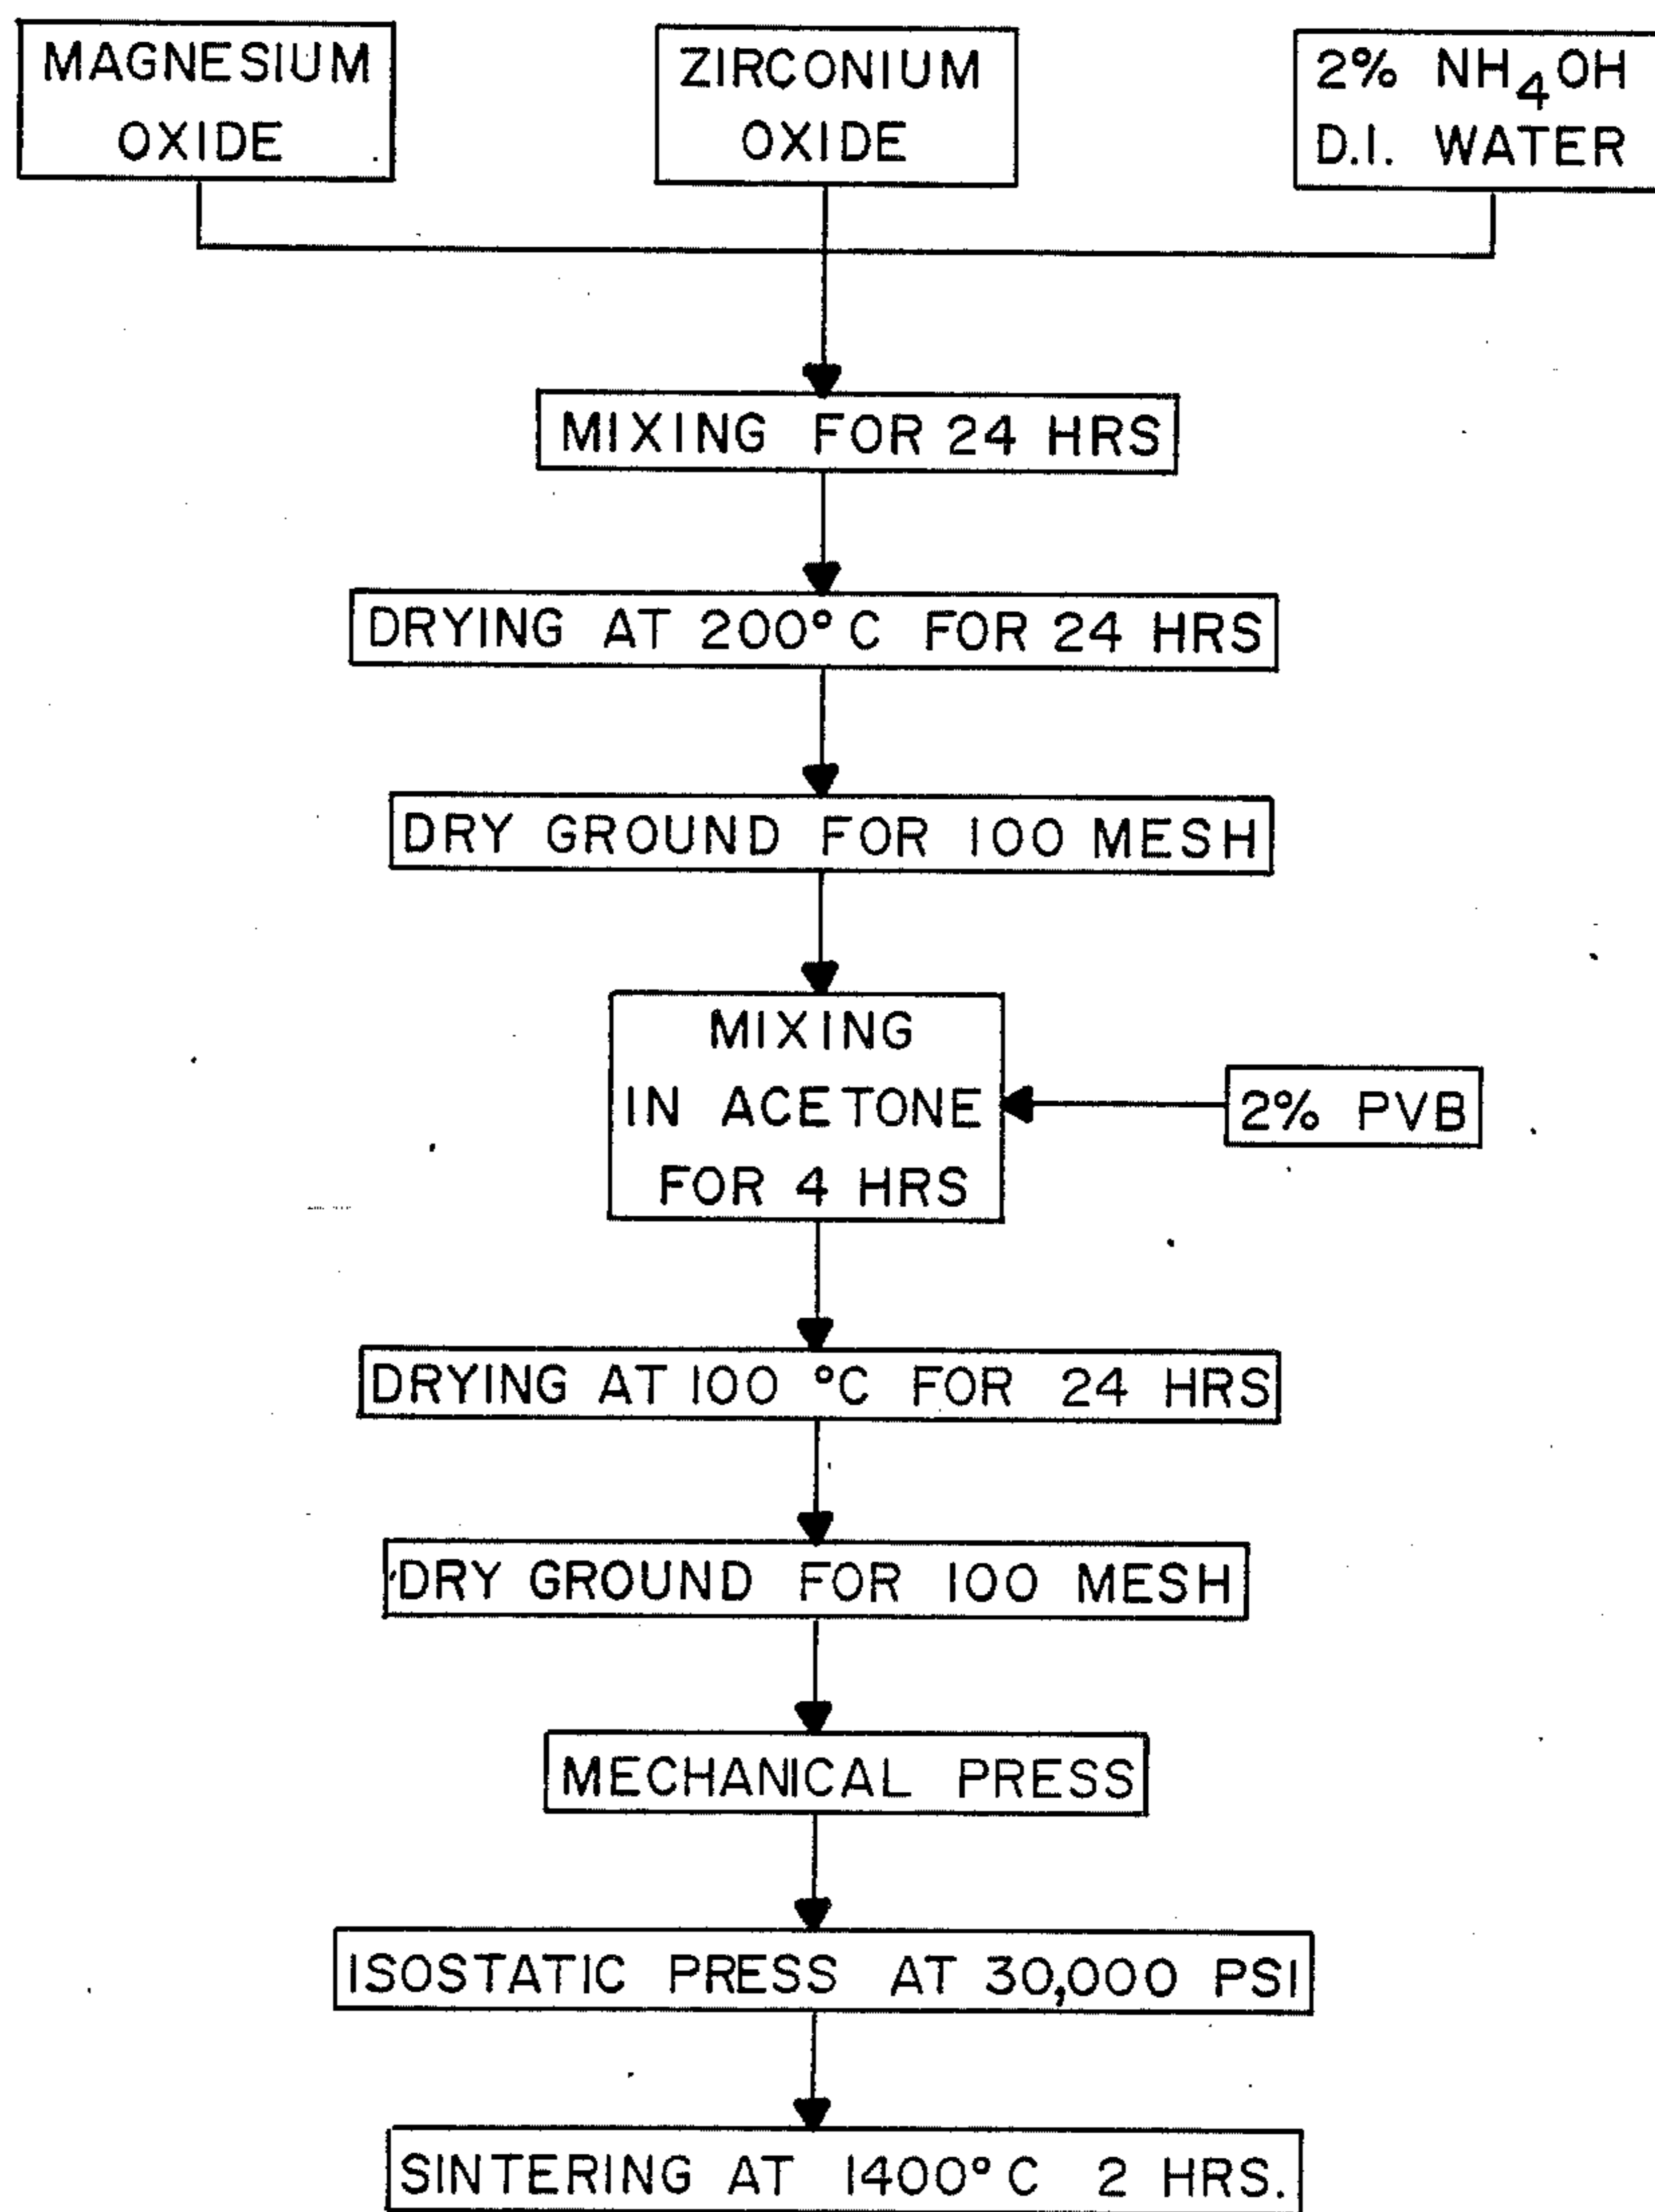 MAGNESIUM
OXIDE
ZIRCONIUM
OXIDE
2% NH₄OH
D.I. WATER
MIXING FOR 24 HRS
DRYING AT 200°C FOR 24 HRS
DRY GROUND FOR 100 MESH
MIXING
IN ACETONE
FOR 4 HRS
2% PVB
DRYING AT 100 °C FOR 24 HRS
DRY GROUND FOR 100 MESH
MECHANICAL PRESS
ISOSTATIC PRESS AT 30,000 PSI
SINTERING AT 1400°C 2 HRS.